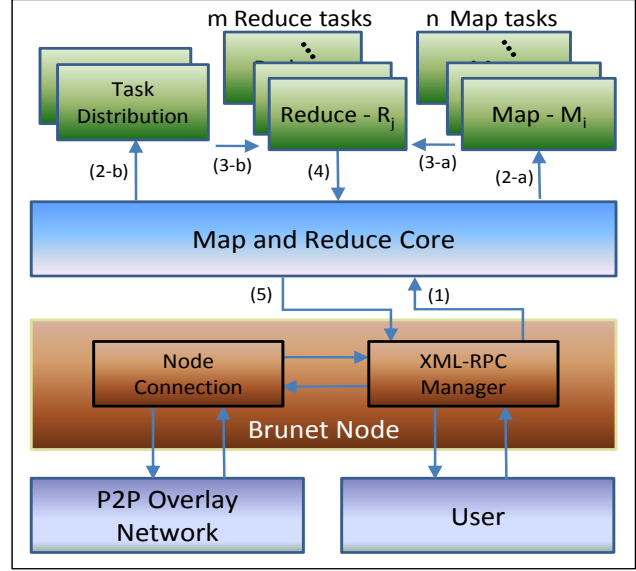 m Reduce tasks
n Map tasks
Task
Distribution
Reduce - Rj
Map - Mi
(2-b)
(3-b)
(4)
(3-a)
(2-a)
Map and Reduce Core
(5)
(1)
Node
Connection
XML-RPC
Manager
Brunet Node
P2P Overlay
Network
User